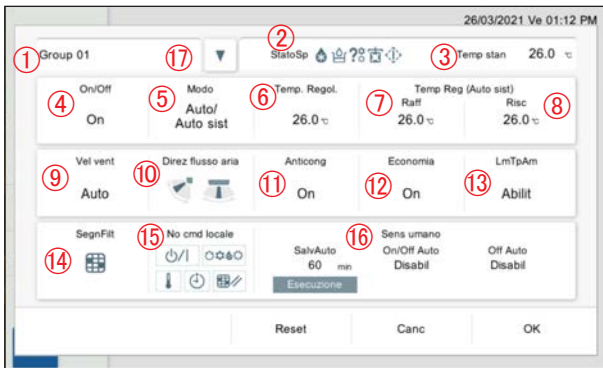 26/03/2021 Ve 01:12 PM
① Group 01 ⑰ ▼ ② StatoSp ③ Temp stan 26.0 °C
④ On/Off ⑤ Modo ⑥ Temp. Regol. ⑦ Temp Reg (Auto sist) ⑧
Raff Risc
On Auto/ Auto sist 26.0 °C 26.0 °C 26.0 °C
⑨ Vel vent ⑩ Direz flusso aria ⑪ Anticong ⑫ Economia ⑬ LmTpAm
Auto On On Abilit
⑭ SegnFilt ⑮ No cmd locale ⑯ Sens umano
SalvAuto On/Off Auto Off Auto
60 min Disabil Disabil
Esecuzione
Reset Canc OK